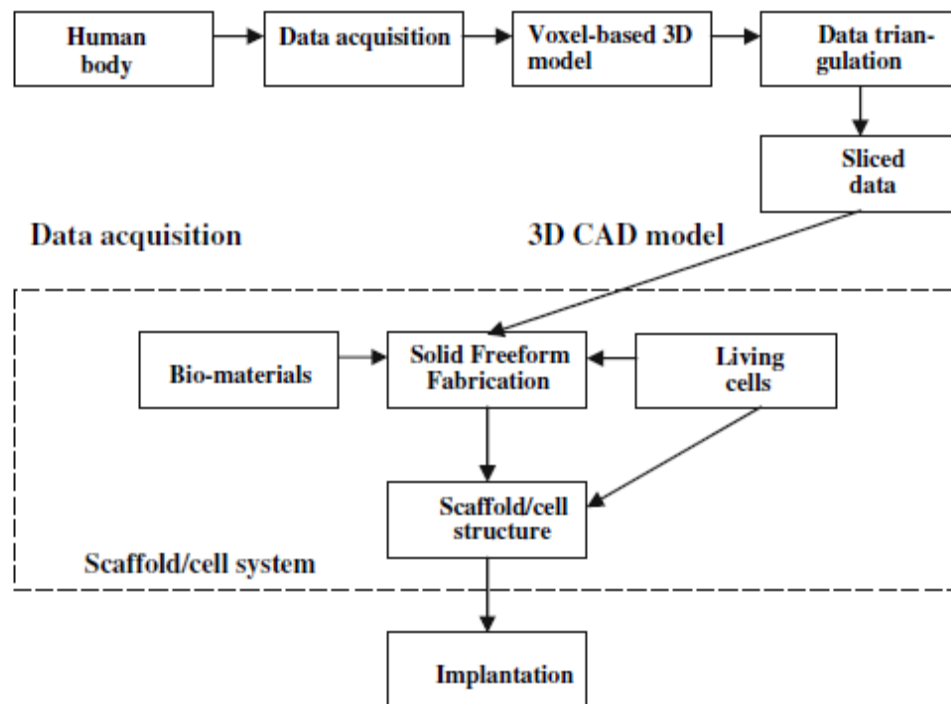 Human
body
Data acquisition
Voxel-based 3D
model
Data trian-
gulation
Sliced
data
Data acquisition
3D CAD model
Bio-materials
Solid Freeform
Fabrication
Living
cells
Scaffold/cell
structure
Scaffold/cell system
Implantation